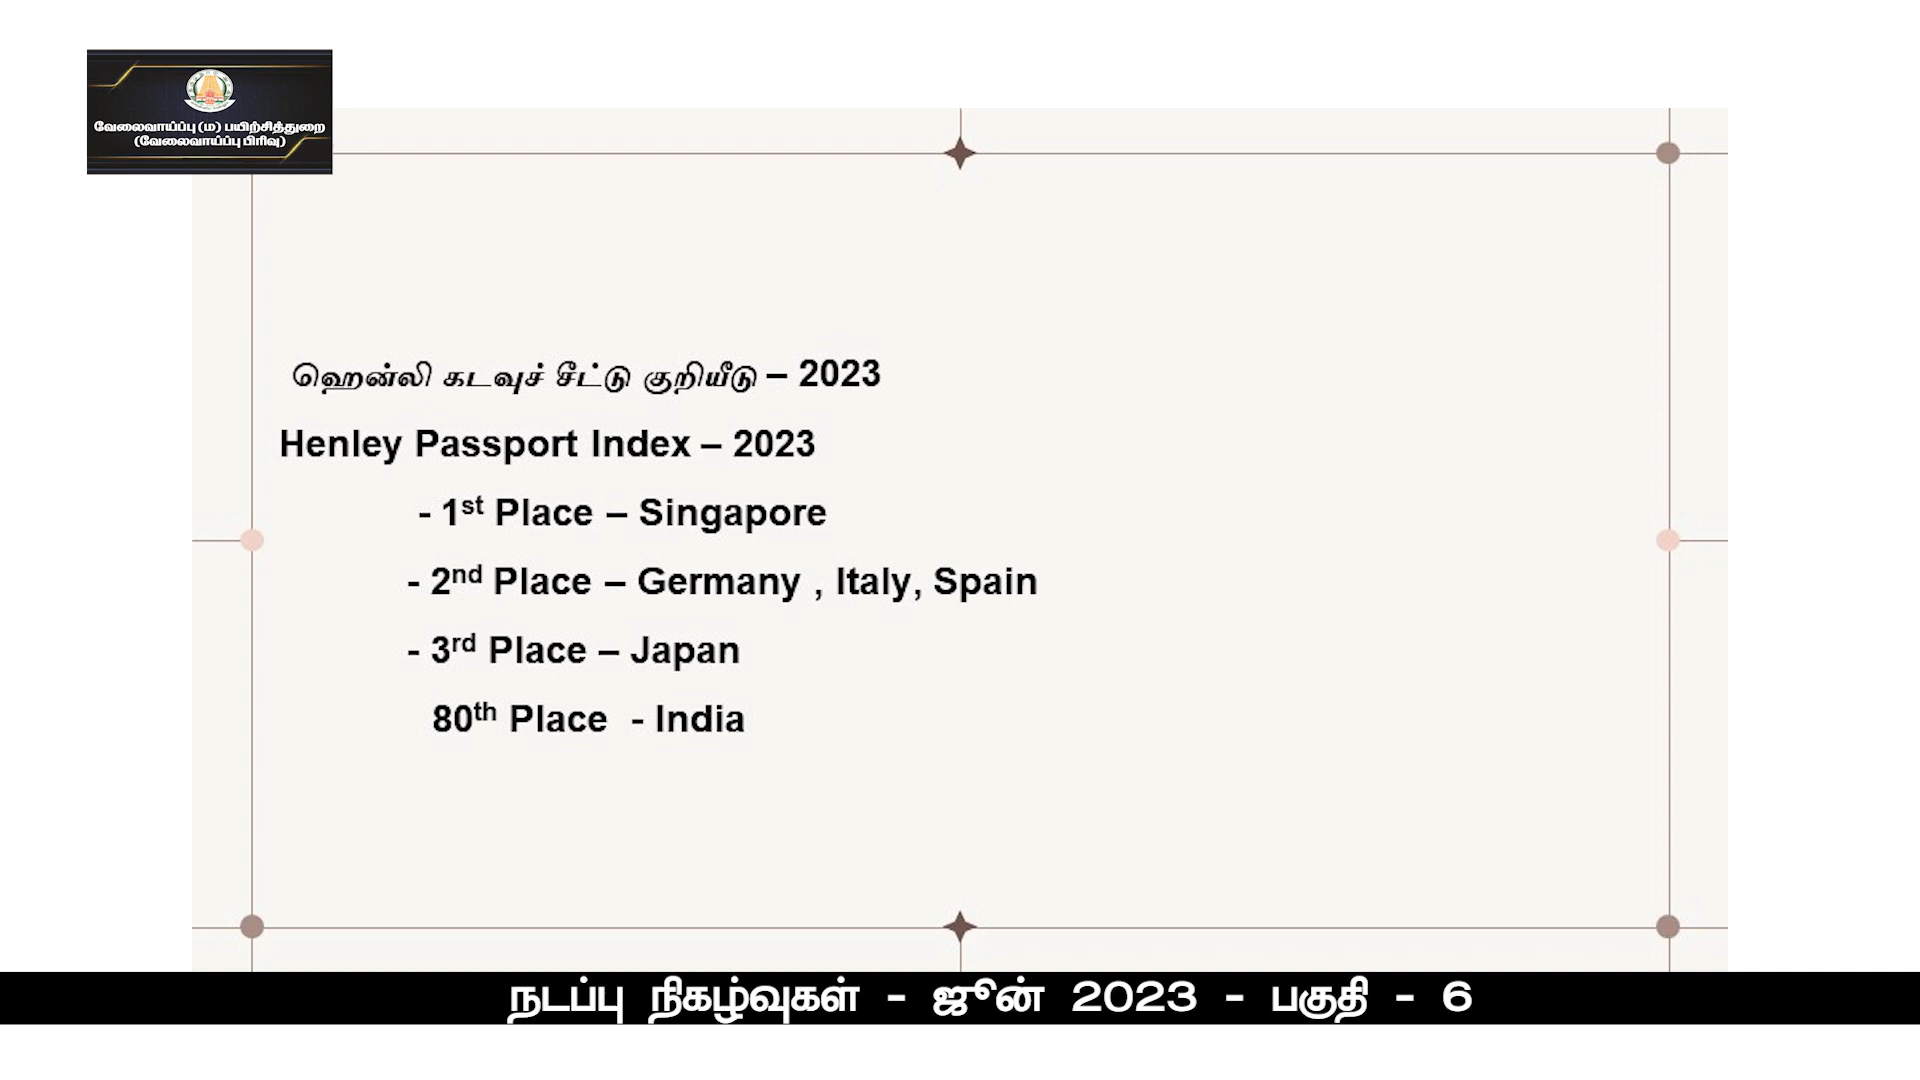 வேலைவாய்ப்பு (ம) பயிற்சித்துறை
(வேலைவாய்ப்பு பிரிவு)
ஹென்லி கடவுச் சீட்டு குறியீடு – 2023
Henley Passport Index – 2023
- 1st Place – Singapore
- 2nd Place – Germany , Italy, Spain
- 3rd Place – Japan
80th Place - India
நடப்பு நிகழ்வுகள் - ஜூன் 2023 - பகுதி - 6